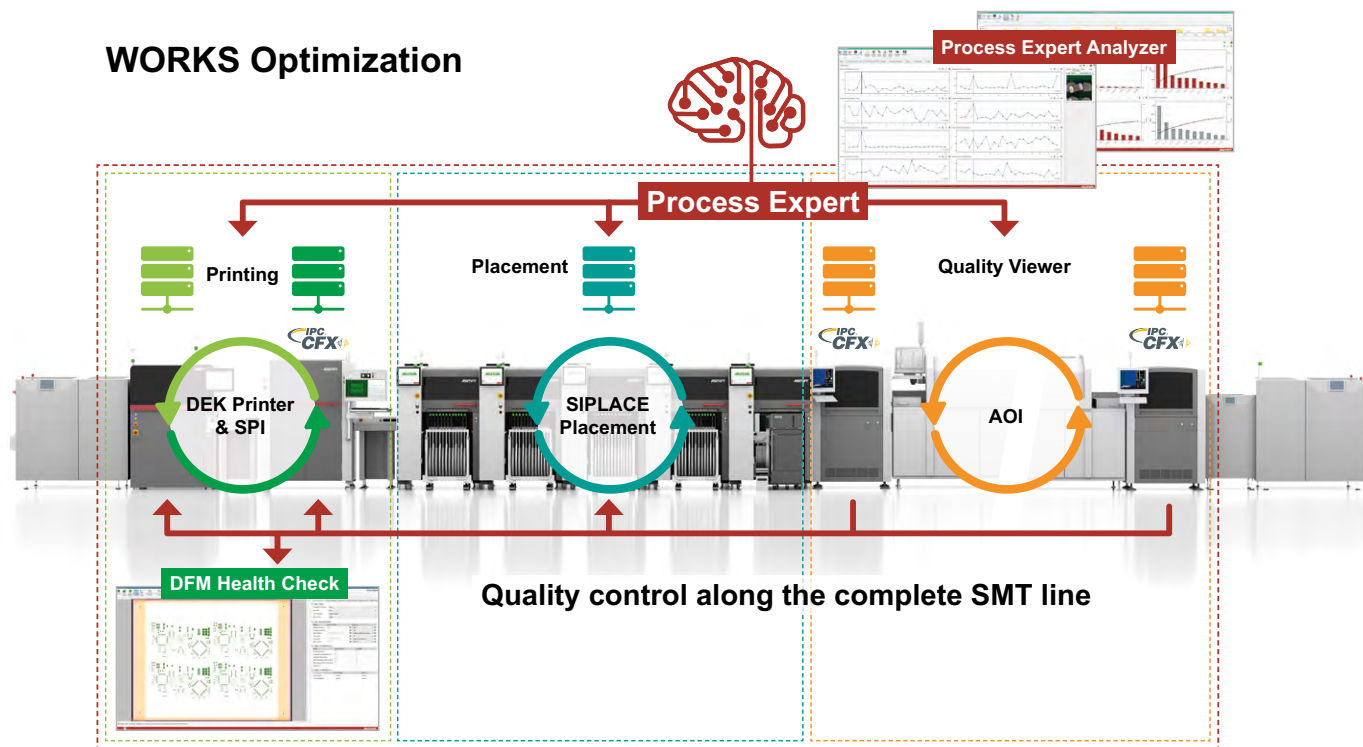 WORKS Optimization
Process Expert Analyzer
Process Expert
Printing
Placement
Quality Viewer
IPC
CFX
IPC
CFX
IPC
CFX
DEK Printer
& SPI
SIPLACE
Placement
AOI
DFM Health Check
Quality control along the complete SMT line